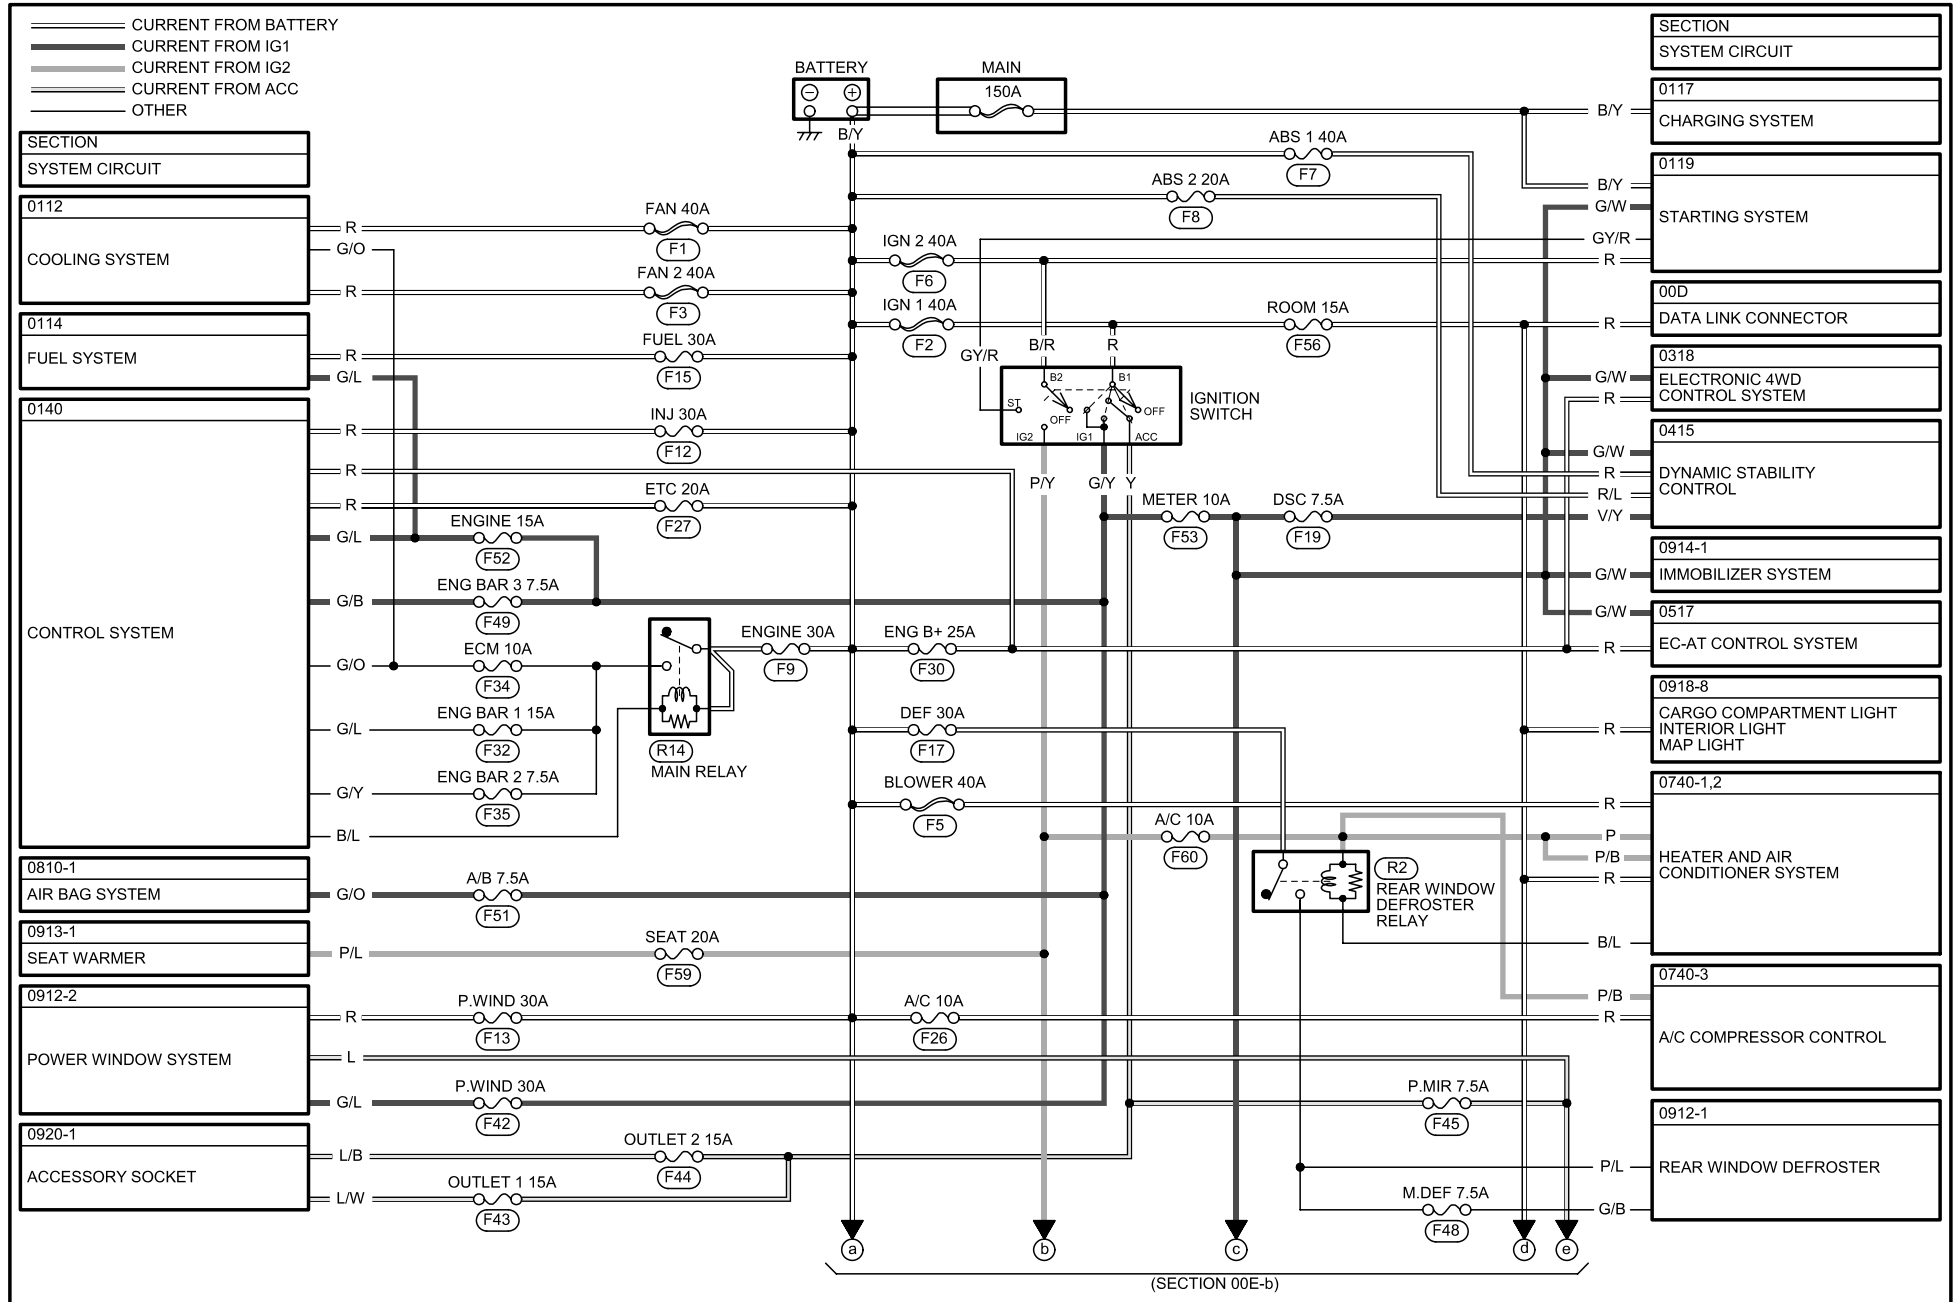 CURRENT FROM BATTERY
CURRENT FROM IG1
CURRENT FROM IG2
CURRENT FROM ACC
OTHER
SECTION
SYSTEM CIRCUIT
0112
COOLING SYSTEM
R
G/O
R
0114
FUEL SYSTEM
R
G/L
0140
CONTROL SYSTEM
R
R
R
G/L
G/B
G/O
G/L
G/Y
B/L
0810-1
AIR BAG SYSTEM
G/O
0913-1
SEAT WARMER
P/L
0912-2
POWER WINDOW SYSTEM
R
L
G/L
0920-1
ACCESSORY SOCKET
L/B
L/W
FAN 40A
F1
FAN 2 40A
F3
FUEL 30A
F15
INJ 30A
F12
ETC 20A
F27
ENGINE 15A
F52
ENG BAR 3 7.5A
F49
ECM 10A
F34
ENG BAR 1 15A
F32
ENG BAR 2 7.5A
F35
R14
MAIN RELAY
ENGINE 30A
F9
A/B 7.5A
F51
SEAT 20A
F59
P.WIND 30A
F13
P.WIND 30A
F42
OUTLET 2 15A
F44
OUTLET 1 15A
F43
BATTERY
− +
B/Y
MAIN
150A
ABS 1 40A
F7
ABS 2 20A
F8
IGN 2 40A
F6
IGN 1 40A
F2
ROOM 15A
F56
GY/R
B/R
R
B2
B1
ST
OFF
OFF
IG2
IG1
ACC
IGNITION
SWITCH
P/Y
G/Y
Y
METER 10A
F53
DSC 7.5A
F19
ENG B+ 25A
F30
DEF 30A
F17
BLOWER 40A
F5
A/C 10A
F60
R2
REAR WINDOW
DEFROSTER
RELAY
A/C 10A
F26
P.MIR 7.5A
F45
M.DEF 7.5A
F48
a
b
c
d
e
(SECTION 00E-b)
SECTION
SYSTEM CIRCUIT
B/Y
0117
CHARGING SYSTEM
B/Y
G/W
GY/R
R
0119
STARTING SYSTEM
R
00D
DATA LINK CONNECTOR
G/W
R
0318
ELECTRONIC 4WD
CONTROL SYSTEM
G/W
R
R/L
V/Y
0415
DYNAMIC STABILITY
CONTROL
G/W
0914-1
IMMOBILIZER SYSTEM
G/W
R
0517
EC-AT CONTROL SYSTEM
R
0918-8
CARGO COMPARTMENT LIGHT
INTERIOR LIGHT
MAP LIGHT
R
P
P/B
R
B/L
0740-1,2
HEATER AND AIR
CONDITIONER SYSTEM
P/B
R
0740-3
A/C COMPRESSOR CONTROL
P/L
G/B
0912-1
REAR WINDOW DEFROSTER